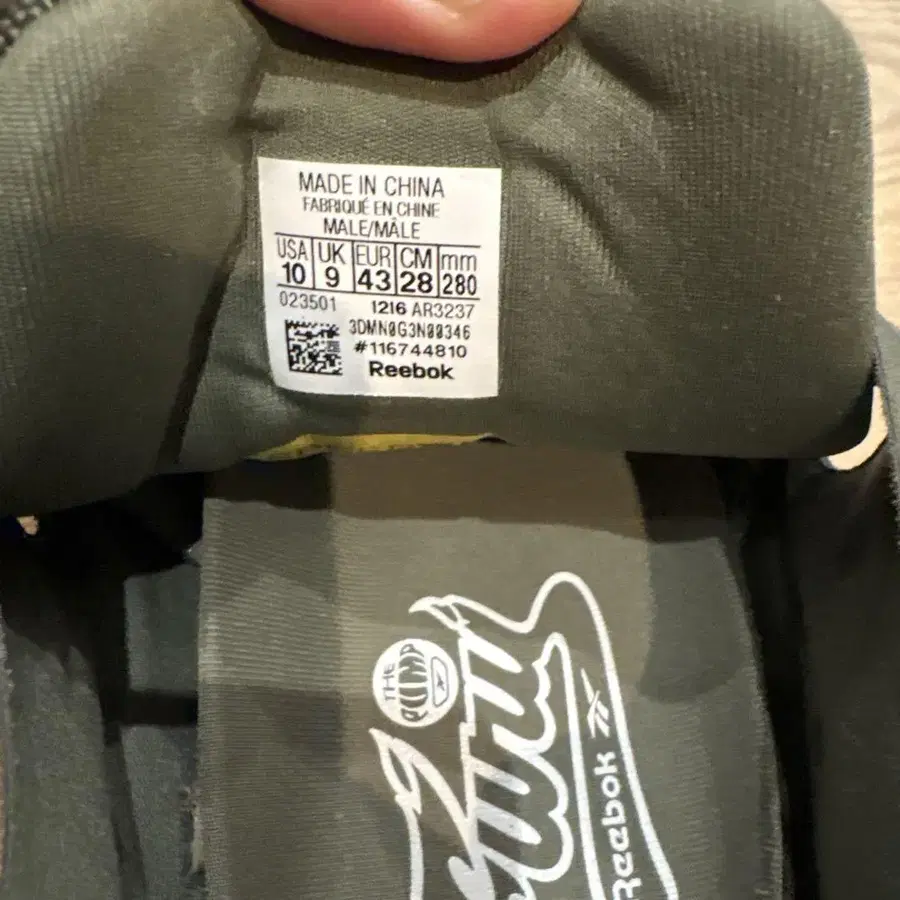 MADE IN CHINA
FABRIQUÉ EN CHINE
MALE/MÂLE
USA UK EUR CM mm
10 9 43 28 280
023501 1216 AR3237
3DMN0G3N00346
#116744810
Reebok
THE
PUMP
Fury
Reebok